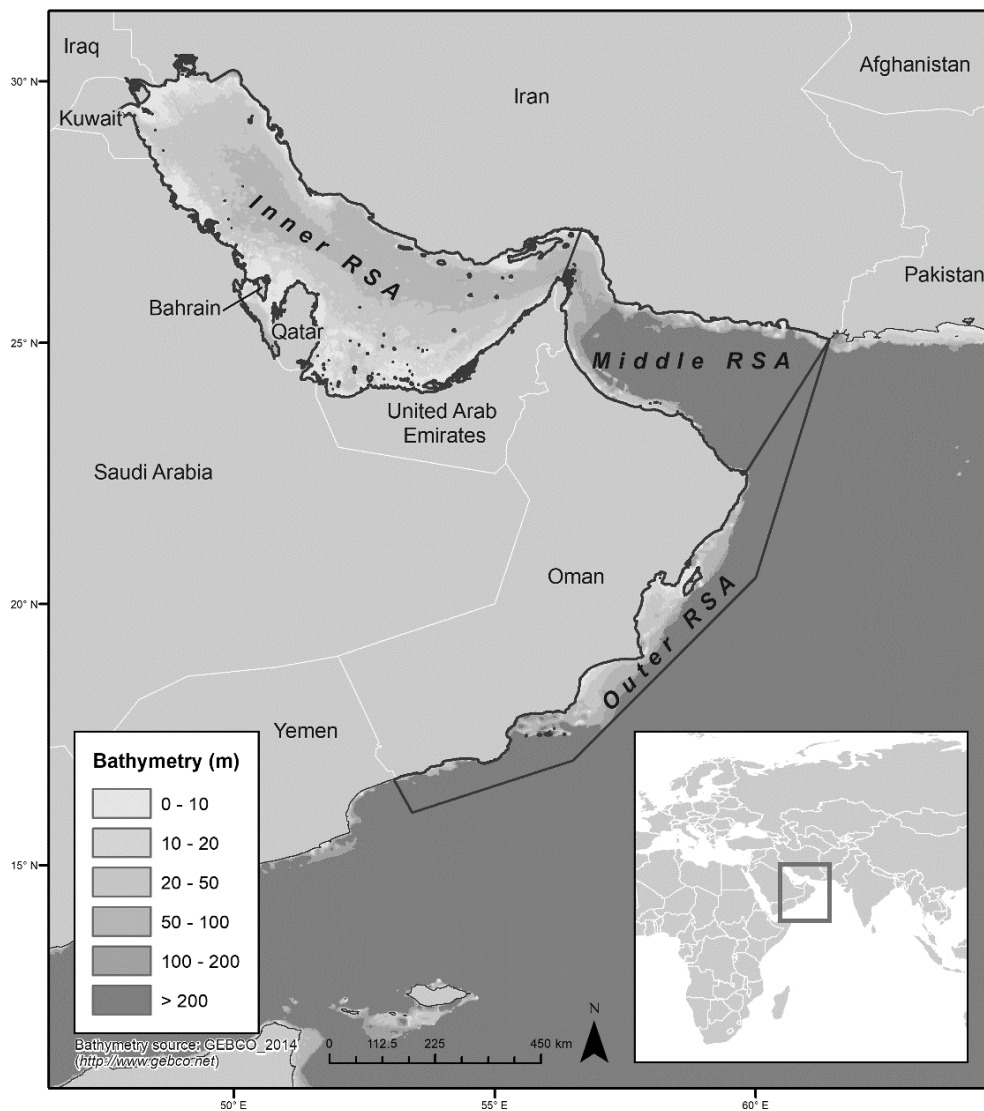 Iraq
Afghanistan
30° N
Iran
Kuwait
Inner RSA
Pakistan
Bahrain
Qatar
25° N
Middle RSA
United Arab
Emirates
Saudi Arabia
Oman
20° N
Outer RSA
Yemen
Bathymetry (m)
0 - 10
10 - 20
20 - 50
50 - 100
100 - 200
> 200
15° N
Bathymetry source: GEBCO_2014
(http://www.gebco.net)
0 112.5 225 450 km
N
50° E 55° E 60° E